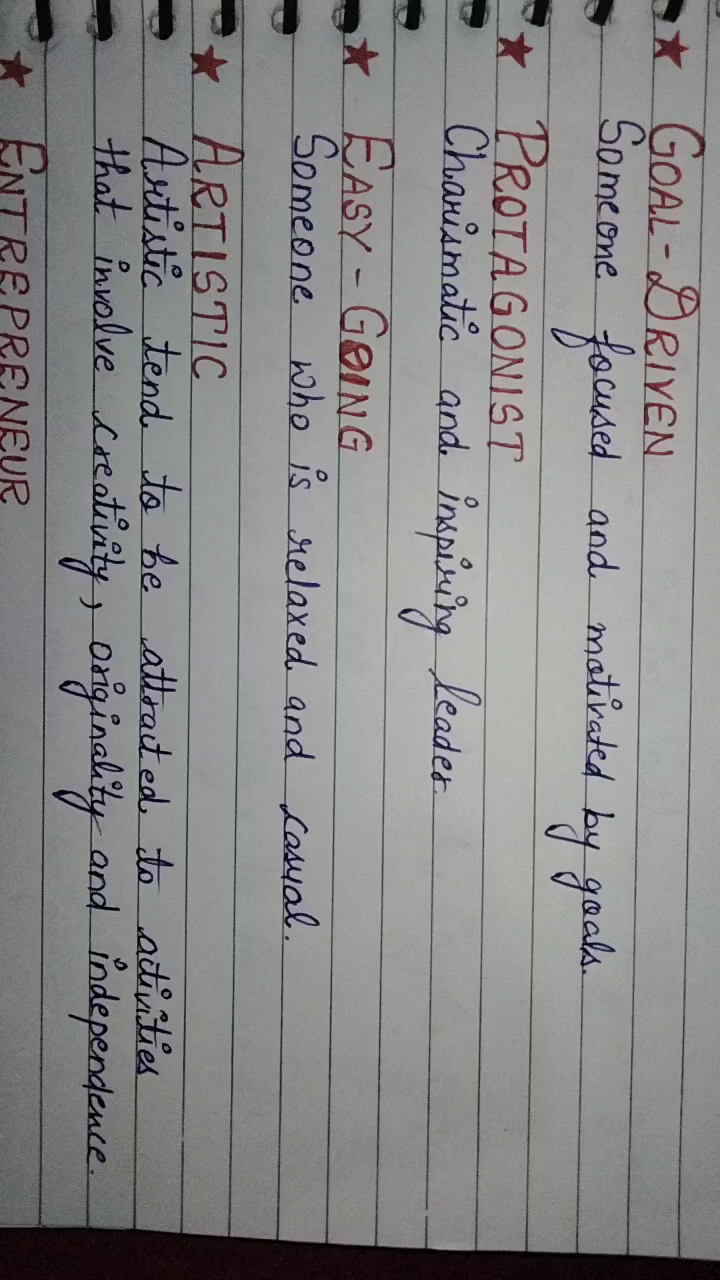 ★ GOAL-DRIVEN
Someone focused and motivated by goals.
★ PROTAGONIST
Charismatic and inspiring leader.
★ EASY-GOING
Someone who is relaxed and casual.
★ ARTISTIC
Artistic tend to be attracted to activities
that involve creativity, originality and independence.
★ ENTREPRENEUR